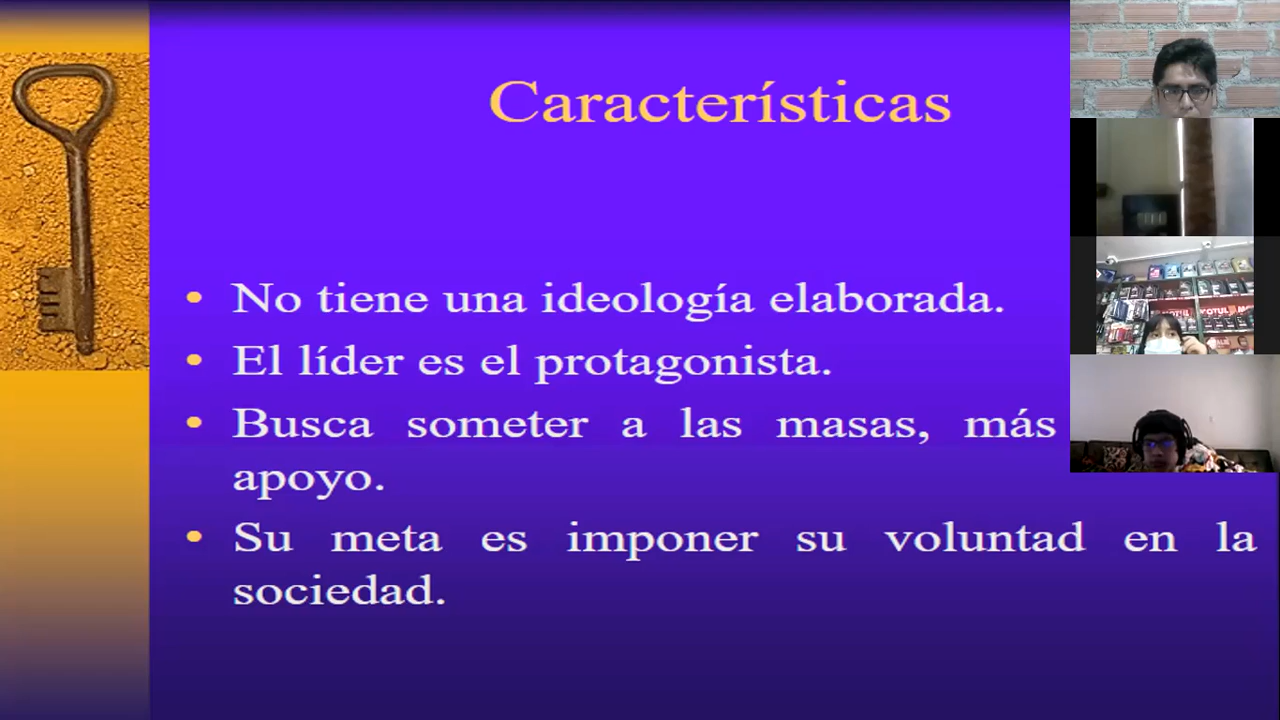 Características
No tiene una ideología elaborada.
El líder es el protagonista.
Busca someter a las masas, más
apoyo.
Su meta es imponer su voluntad en la
sociedad.